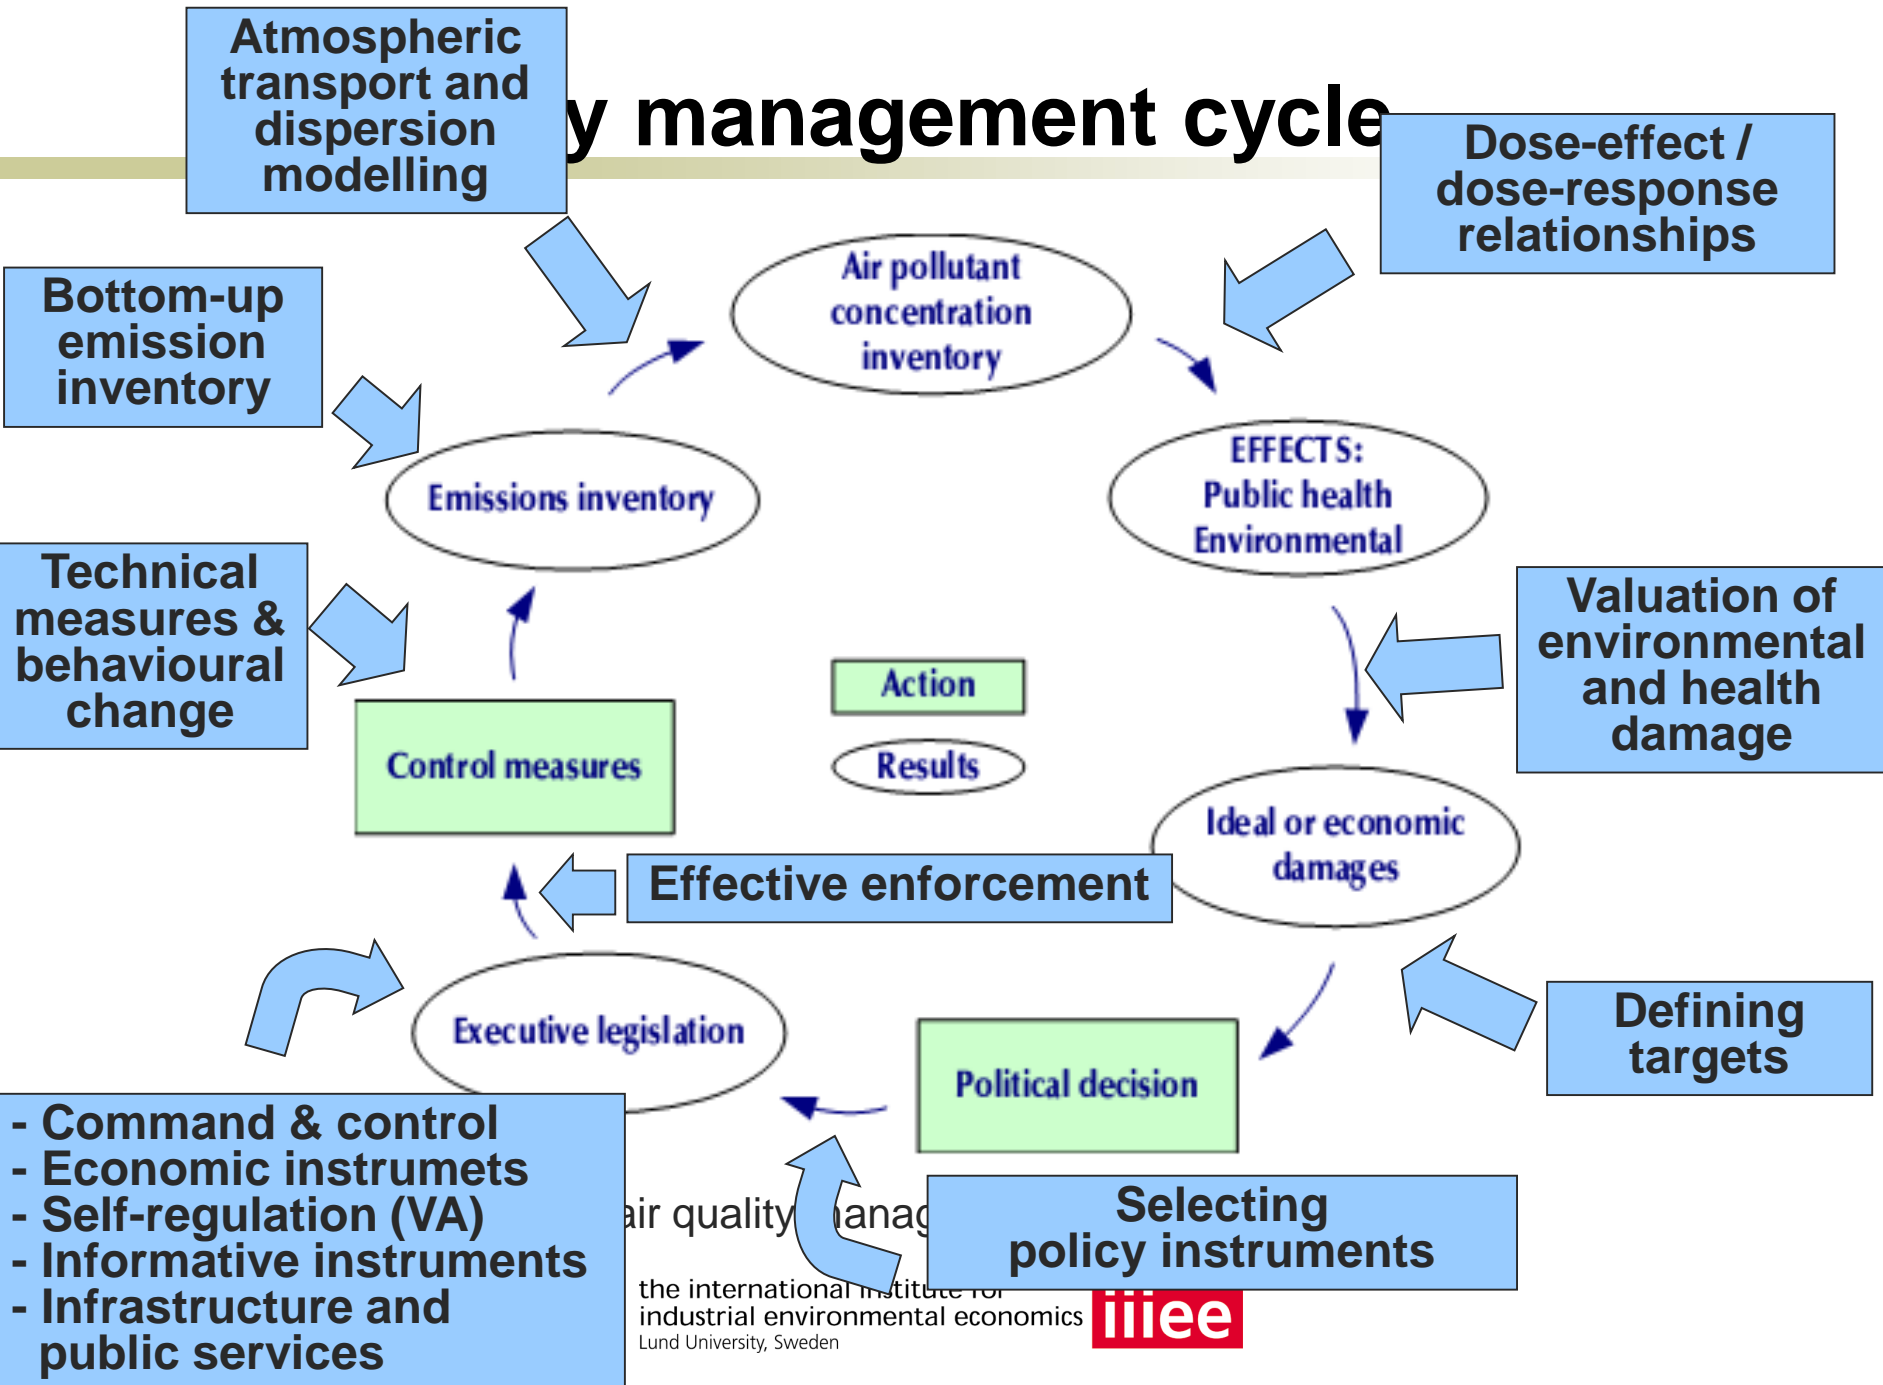 Atmospheric
transport and
dispersion
modelling
y management cycle
Dose-effect /
dose-response
relationships
Bottom-up
emission
inventory
Air pollutant
concentration
inventory
Emissions inventory
EFFECTS:
Public health
Environmental
Technical
measures &
behavioural
change
Valuation of
environmental
and health
damage
Action
Results
Control measures
Ideal or economic
damages
Effective enforcement
Executive legislation
Political decision
Defining
targets
- Command & control
- Economic instrumets
- Self-regulation (VA)
- Informative instruments
- Infrastructure and
public services
air quality
Selecting
policy instruments
the international institute for
industrial environmental economics
Lund University, Sweden
iiiee